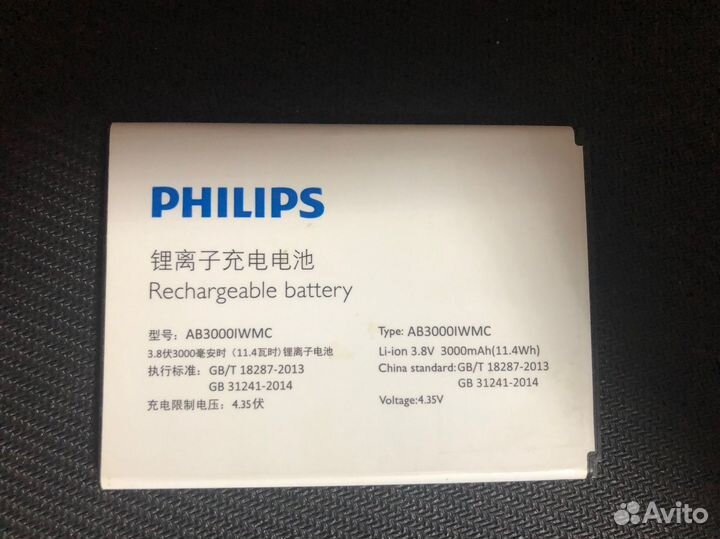 PHILIPS
锂离子充电电池
Rechargeable battery
型号：AB3000IWMC
3.8伏3000毫安时（11.4瓦时）锂离子电池
执行标准：GB/T 18287-2013
GB 31241-2014
充电限制电压：4.35伏
Type: AB3000IWMC
Li-ion 3.8V 3000mAh(11.4Wh)
China standard:GB/T 18287-2013
GB 31241-2014
Voltage:4.35V
Avito